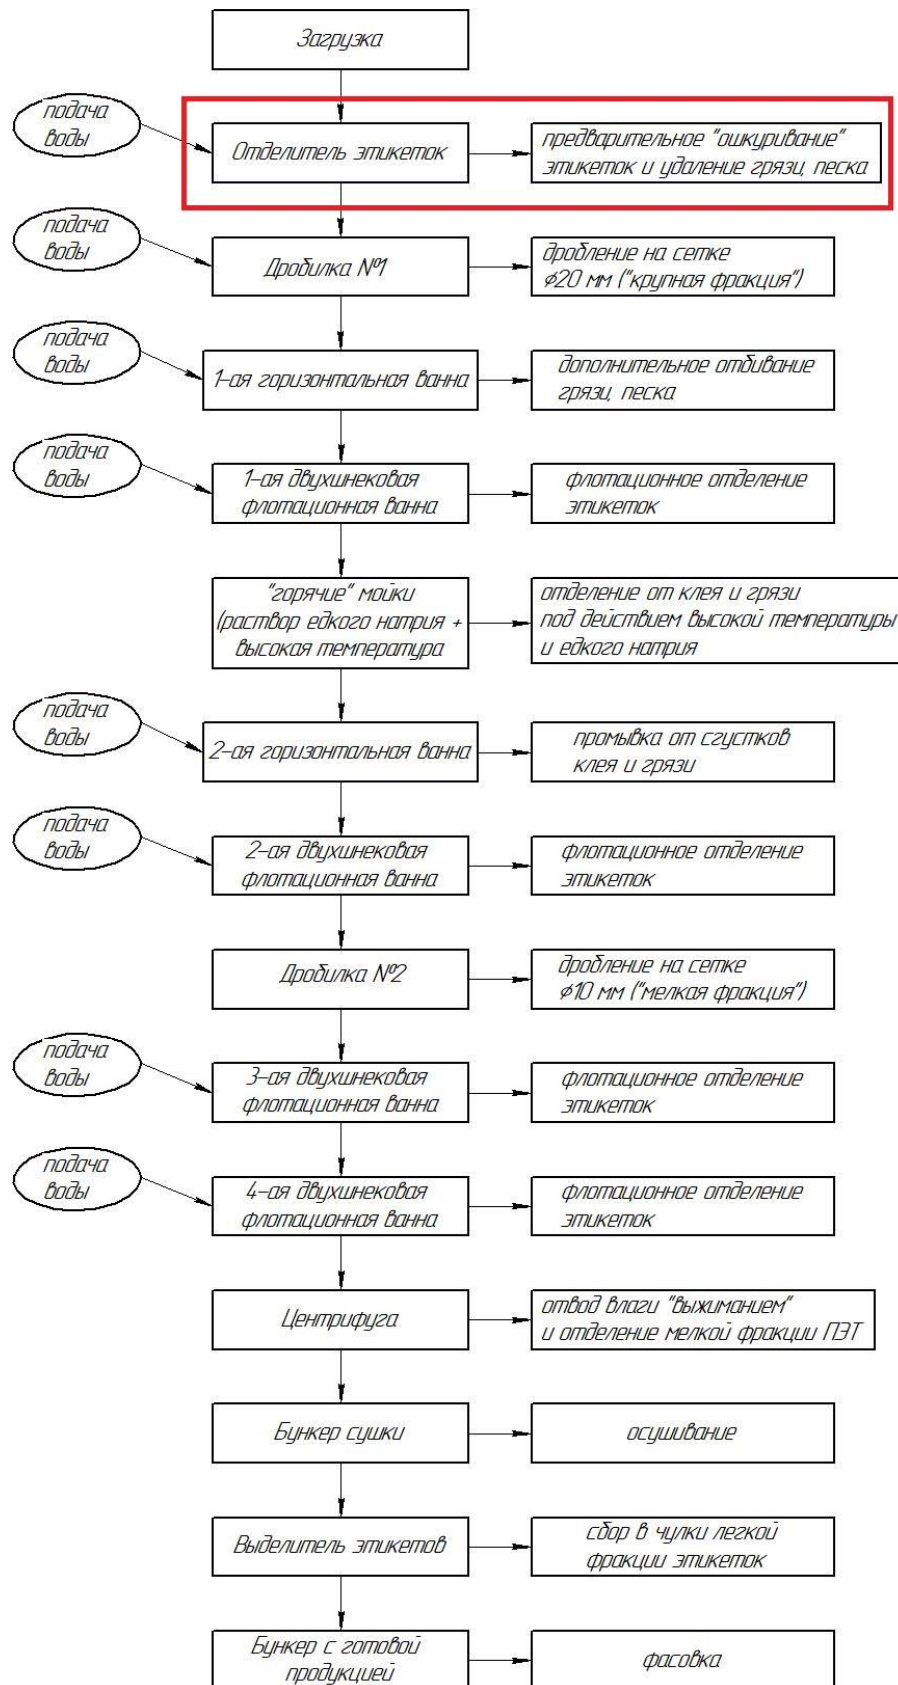 Загрузка
подача
воды
Отделитель этикеток
предварительное "ошкуривание"
этикеток и удаление грязи, песка
подача
воды
Дробилка №1
дробление на сетке
⌀20 мм ("крупная фракция")
подача
воды
1-ая горизонтальная ванна
дополнительное отбивание
грязи, песка
подача
воды
1-ая двухшнековая
флотационная ванна
флотационное отделение
этикеток
"горячие" мойки
(раствор едкого натрия +
высокая температура
отделение от клея и грязи
под действием высокой температуры
и едкого натрия
подача
воды
2-ая горизонтальная ванна
промывка от сгустков
клея и грязи
подача
воды
2-ая двухшнековая
флотационная ванна
флотационное отделение
этикеток
Дробилка №2
дробление на сетке
⌀10 мм ("мелкая фракция")
подача
воды
3-ая двухшнековая
флотационная ванна
флотационное отделение
этикеток
подача
воды
4-ая двухшнековая
флотационная ванна
флотационное отделение
этикеток
Центрифуга
отвод влаги "выжиманием"
и отделение мелкой фракции ПЭТ
Бункер сушки
осушивание
Выделитель этикетов
сбор в чулки легкой
фракции этикеток
Бункер с готовой
продукцией
фасовка